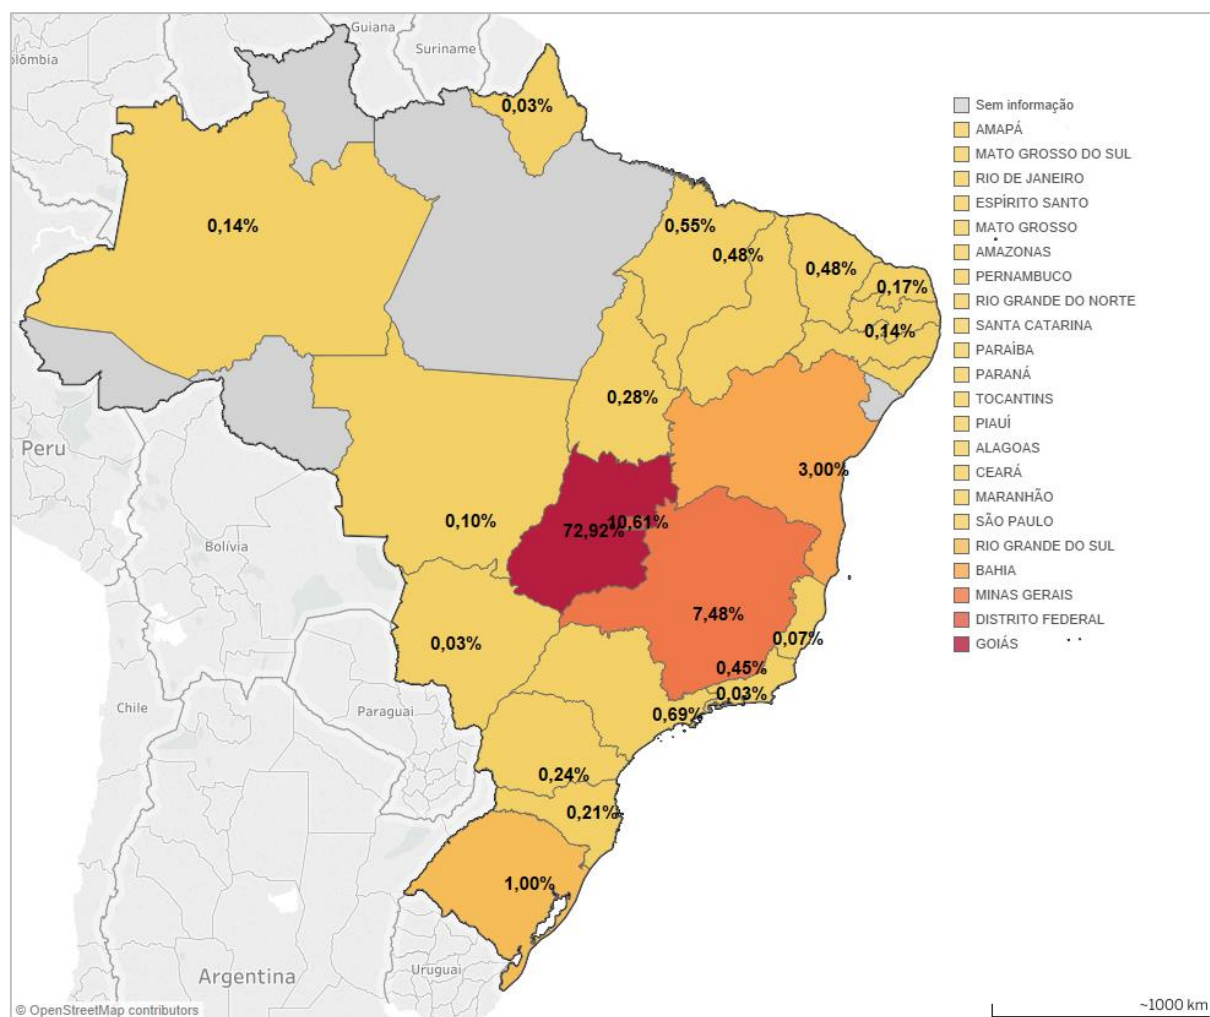 Guiana
Suriname
olômbia
0,03%
0,14%
0,55%
0,48%
0,48%
0,17%
0,14%
0,28%
Peru
3,00%
0,10%
72,92%
10,61%
Bolívia
7,48%
0,03%
0,07%
0,45%
0,03%
0,69%
Chile
Paraguai
0,24%
0,21%
1,00%
Argentina
Uruguai
Sem informação
AMAPÁ
MATO GROSSO DO SUL
RIO DE JANEIRO
ESPÍRITO SANTO
MATO GROSSO
AMAZONAS
PERNAMBUCO
RIO GRANDE DO NORTE
SANTA CATARINA
PARAÍBA
PARANÁ
TOCANTINS
PIAUÍ
ALAGOAS
CEARÁ
MARANHÃO
SÃO PAULO
RIO GRANDE DO SUL
BAHIA
MINAS GERAIS
DISTRITO FEDERAL
GOIÁS
© OpenStreetMap contributors
~1000 km